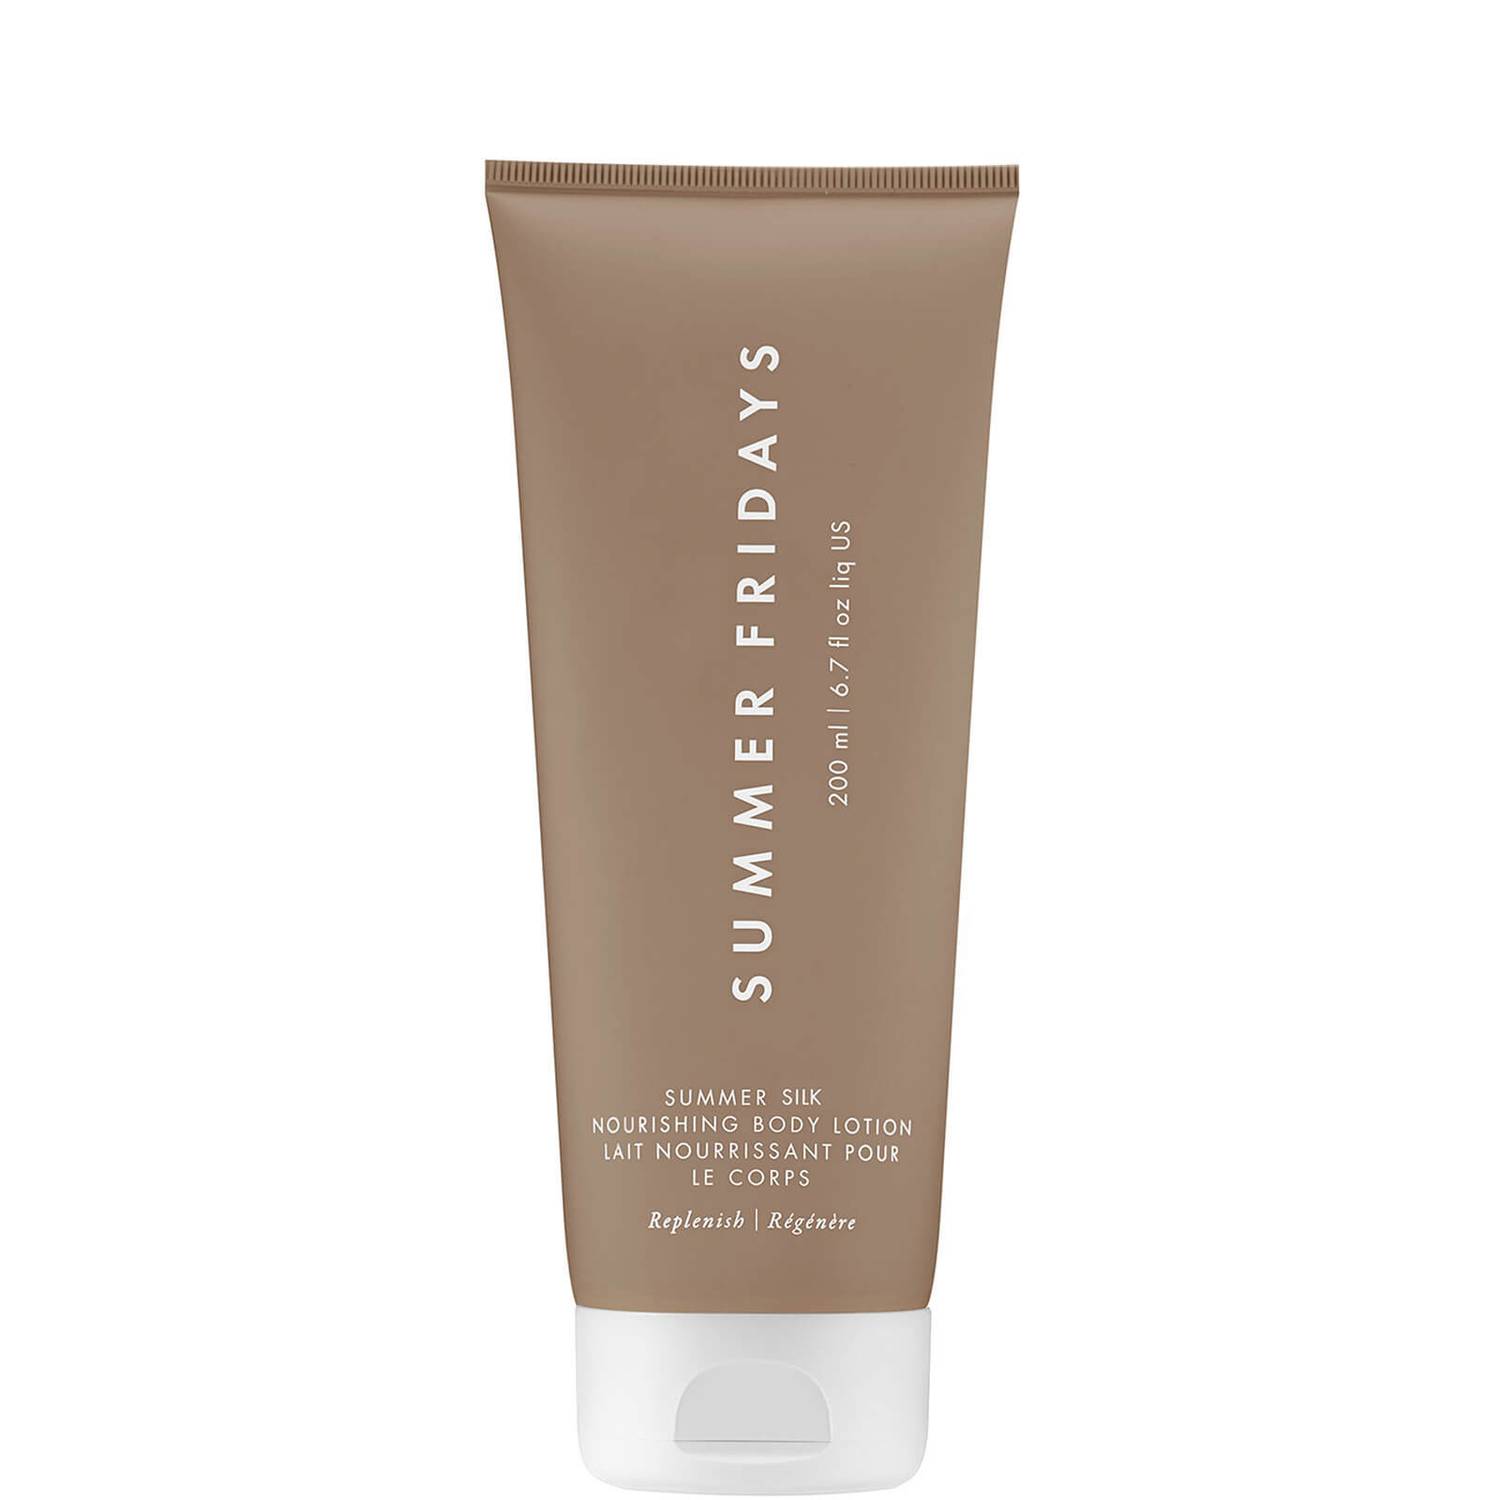 SUMMER FRIDAYS
200 ml | 6.7 fl oz liq US
SUMMER SILK
NOURISHING BODY LOTION
LAIT NOURRISSANT POUR
LE CORPS
Replenish | Régénère